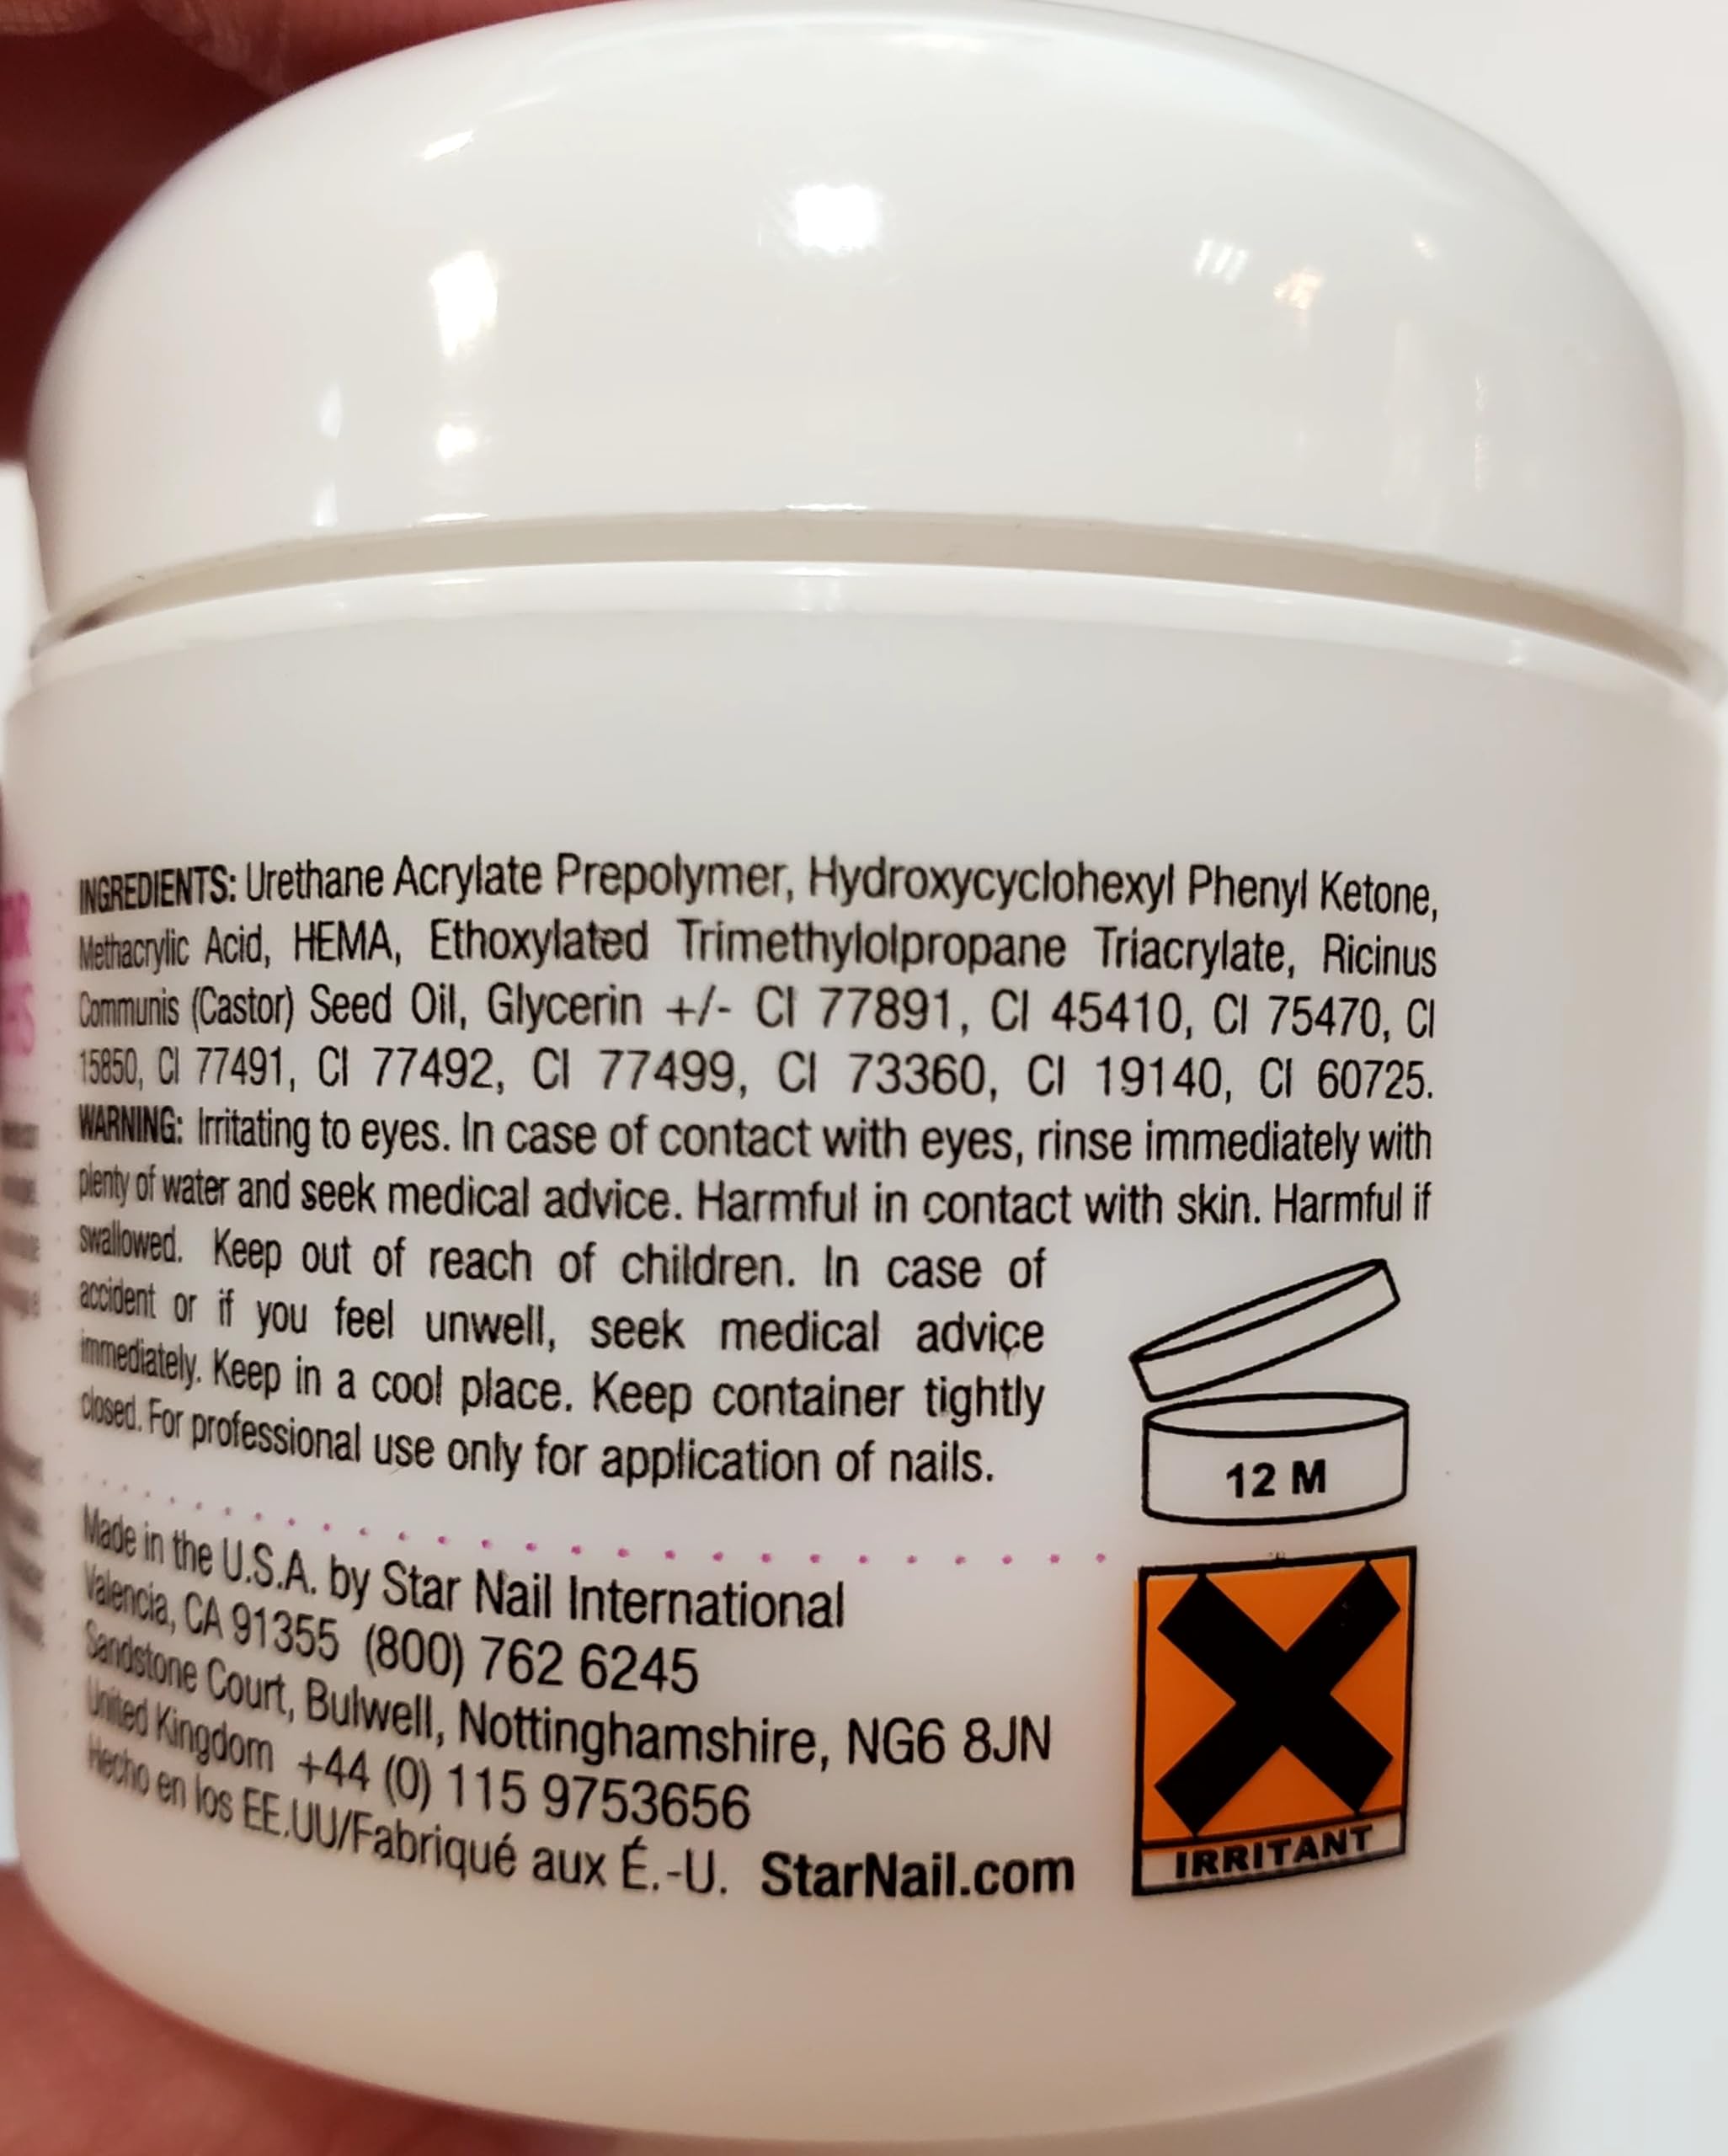 INGREDIENTS: Urethane Acrylate Prepolymer, Hydroxycyclohexyl Phenyl Ketone,
Methacrylic Acid, HEMA, Ethoxylated Trimethylolpropane Triacrylate, Ricinus
Communis (Castor) Seed Oil, Glycerin +/- CI 77891, CI 45410, CI 75470, CI
15850, CI 77491, CI 77492, CI 77499, CI 73360, CI 19140, CI 60725.
WARNING: Irritating to eyes. In case of contact with eyes, rinse immediately with
plenty of water and seek medical advice. Harmful in contact with skin. Harmful if
swallowed. Keep out of reach of children. In case of
accident or if you feel unwell, seek medical advice
immediately. Keep in a cool place. Keep container tightly
closed. For professional use only for application of nails.
12 M
Made in the U.S.A. by Star Nail International
Valencia, CA 91355 (800) 762 6245
Sandstone Court, Bulwell, Nottinghamshire, NG6 8JN
United Kingdom +44 (0) 115 9753656
Hecho en los EE.UU/Fabriqué aux É.-U. StarNail.com
IRRITANT